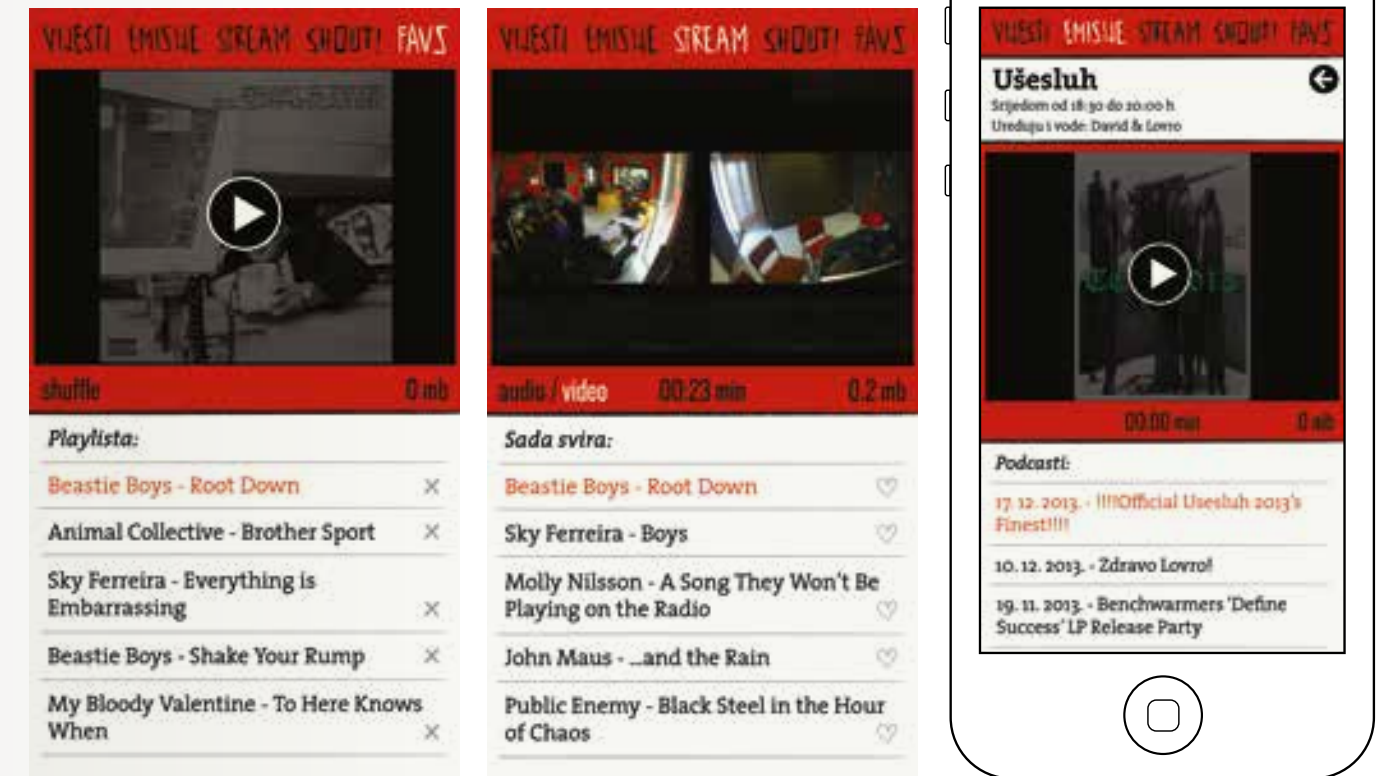 VIJESTI EMISIJE STREAM SHOUT! FAVS
shuffle 0 mb
Playlista:
Beastie Boys - Root Down
Animal Collective - Brother Sport
Sky Ferreira - Everything is
Embarrassing
Beastie Boys - Shake Your Rump
My Bloody Valentine - To Here Knows
When
VIJESTI EMISIJE STREAM SHOUT! FAVS
audio / video 00:23 min 0.2 mb
Sada svira:
Beastie Boys - Root Down
Sky Ferreira - Boys
Molly Nilsson - A Song They Won't Be
Playing on the Radio
John Maus - ...and the Rain
Public Enemy - Black Steel in the Hour
of Chaos
VIJESTI EMISIJE STREAM SHOUT! FAVS
Ušesluh
Srijedom od 18:30 do 20:00 h
Uređuju i vode: David & Lovro
00:00 min 0 mb
Podcasti:
17. 12. 2013. - !!!!Official Usesluh 2013's
Finest!!!!
10. 12. 2013. - Zdravo Lovro!
19. 11. 2013. - Benchwarmers 'Define
Success' LP Release Party